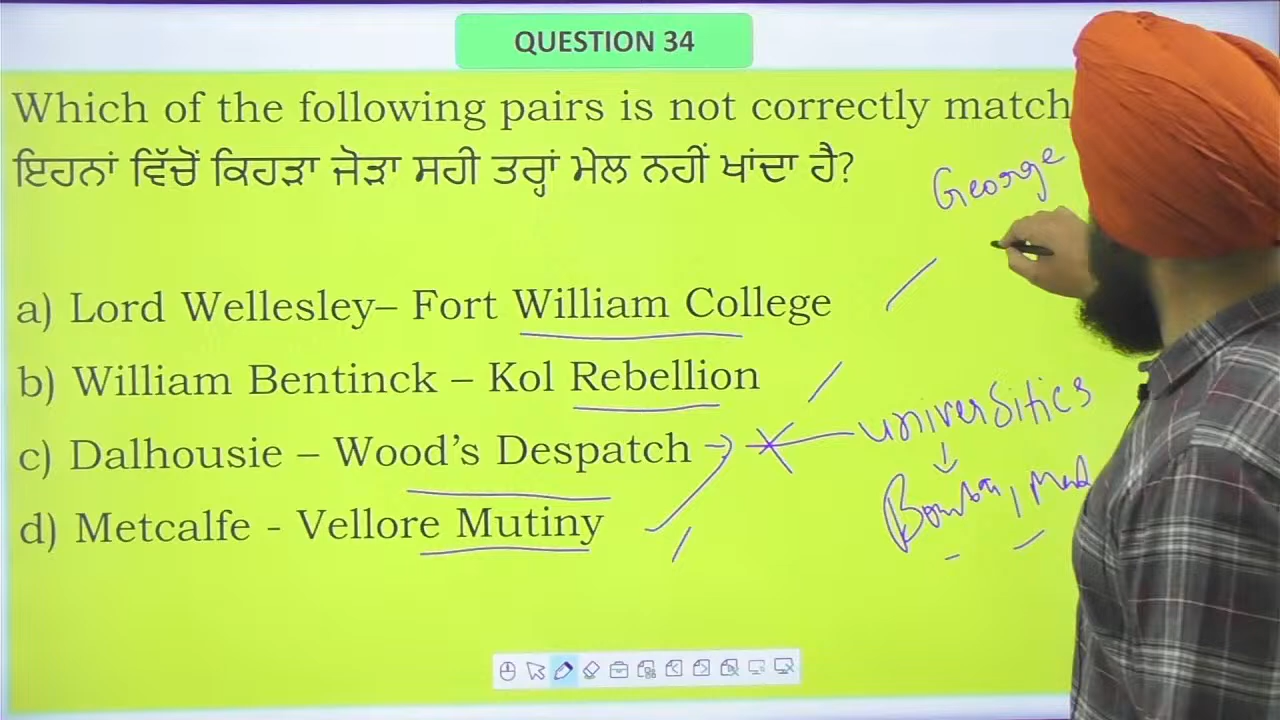 QUESTION 34
Which of the following pairs is not correctly match
ਇਹਨਾਂ ਵਿੱਚੋਂ ਕਿਹੜਾ ਜੋੜਾ ਸਹੀ ਤਰ੍ਹਾਂ ਮੇਲ ਨਹੀਂ ਖਾਂਦਾ ਹੈ?
George
a) Lord Wellesley– Fort William College
b) William Bentinck – Kol Rebellion
universities
c) Dalhousie – Wood's Despatch
d) Metcalfe - Vellore Mutiny